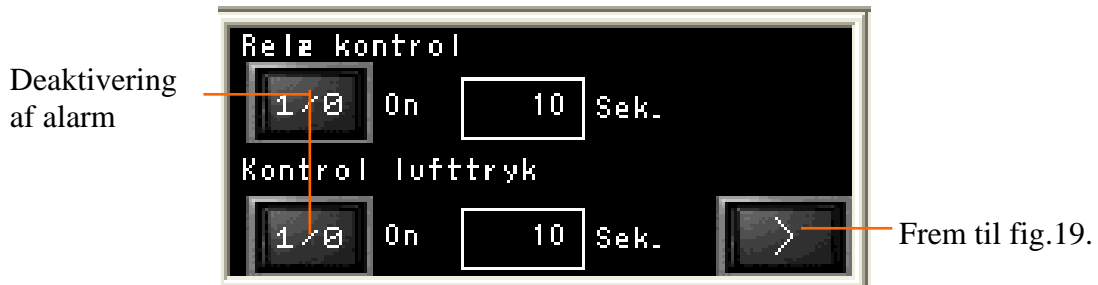 Relæ kontrol
Deaktivering
af alarm
1/0 On 10 Sek.
Kontrol lufttryk
1/0 On 10 Sek. >
Frem til fig.19.